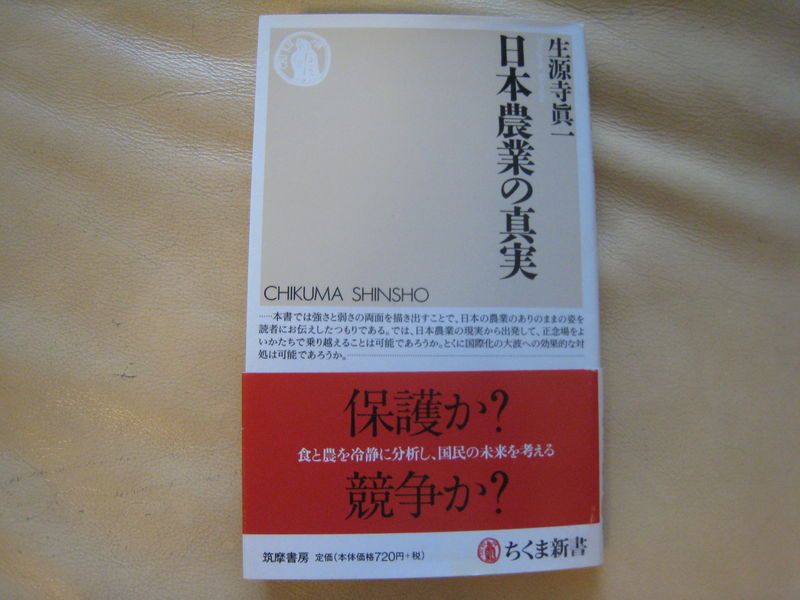 生源寺眞一
日本農業の真実
CHIKUMA SHINSHO
……本書では強さと弱さの両面を描き出すことで、日本の農業のありのままの姿を
読者にお伝えしたつもりである。では、日本農業の現実から出発して、正念場をよ
いかたちで乗り越えることは可能であろうか。とくに国際化の大波への効果的な対
処は可能であろうか。
保護か?
食と農を冷静に分析し、国民の未来を考える
競争か?
筑摩書房 定価(本体価格720円+税)
ちくま新書